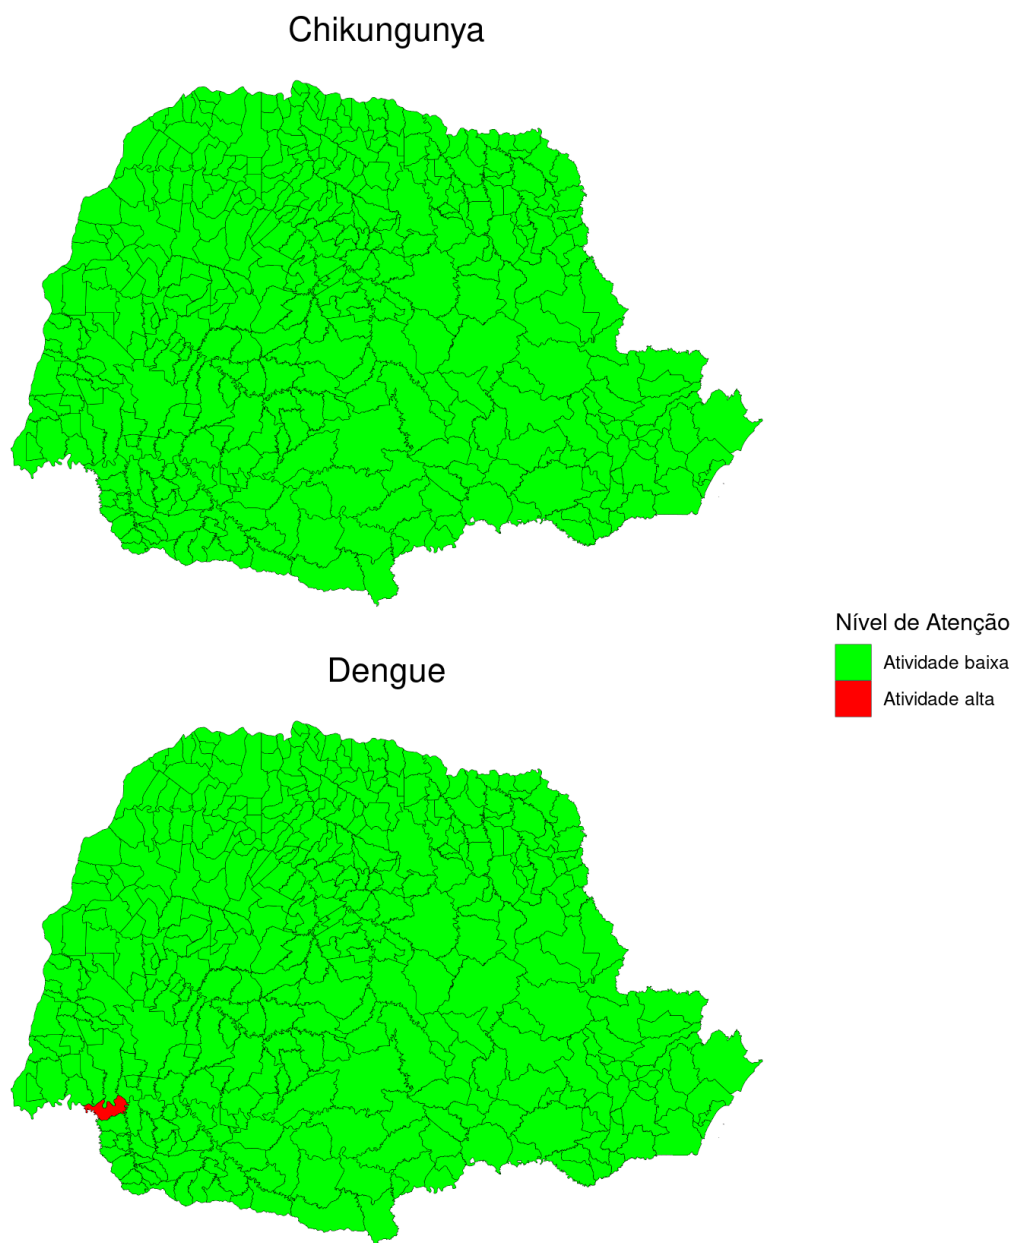 Chikungunya
Dengue
Nível de Atenção
Atividade baixa
Atividade alta